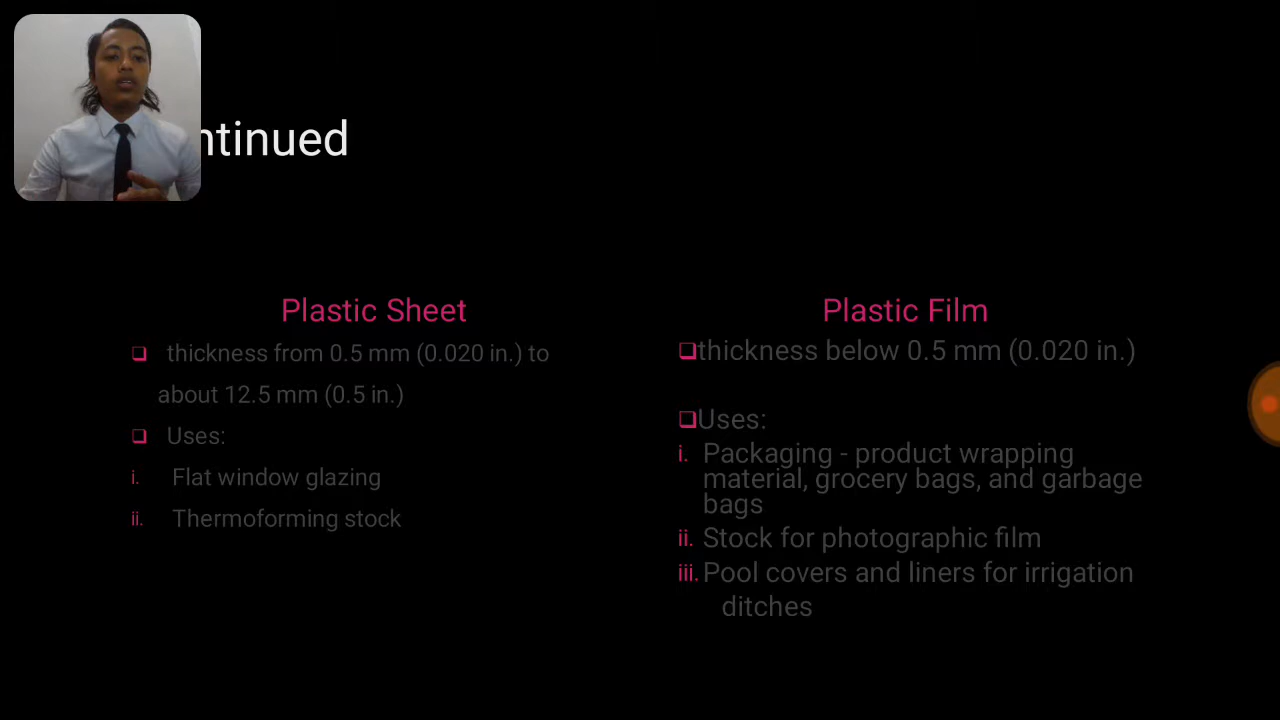 ntinued
Plastic Sheet
❑ thickness from 0.5 mm (0.020 in.) to
about 12.5 mm (0.5 in.)
❑ Uses:
i. Flat window glazing
ii. Thermoforming stock
Plastic Film
❑thickness below 0.5 mm (0.020 in.)
❑Uses:
i. Packaging - product wrapping
material, grocery bags, and garbage
bags
ii. Stock for photographic film
iii. Pool covers and liners for irrigation
ditches